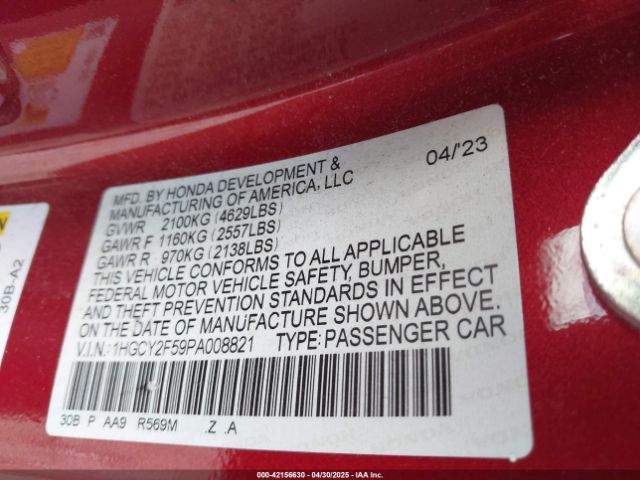 MFD. BY HONDA DEVELOPMENT & 04/'23
MANUFACTURING OF AMERICA, LLC
GVWR 2100KG (4629LBS)
GAWR F 1160KG (2557LBS)
GAWR R 970KG (2138LBS)
THIS VEHICLE CONFORMS TO ALL APPLICABLE
FEDERAL MOTOR VEHICLE SAFETY, BUMPER,
AND THEFT PREVENTION STANDARDS IN EFFECT
ON THE DATE OF MANUFACTURE SHOWN ABOVE.
V.I.N.: 1HGCY2F59PA008821 TYPE: PASSENGER CAR
30B P AA9 R569M .Z .A
30B-A2
000-42156630 - 04/30/2025 - IAA Inc.